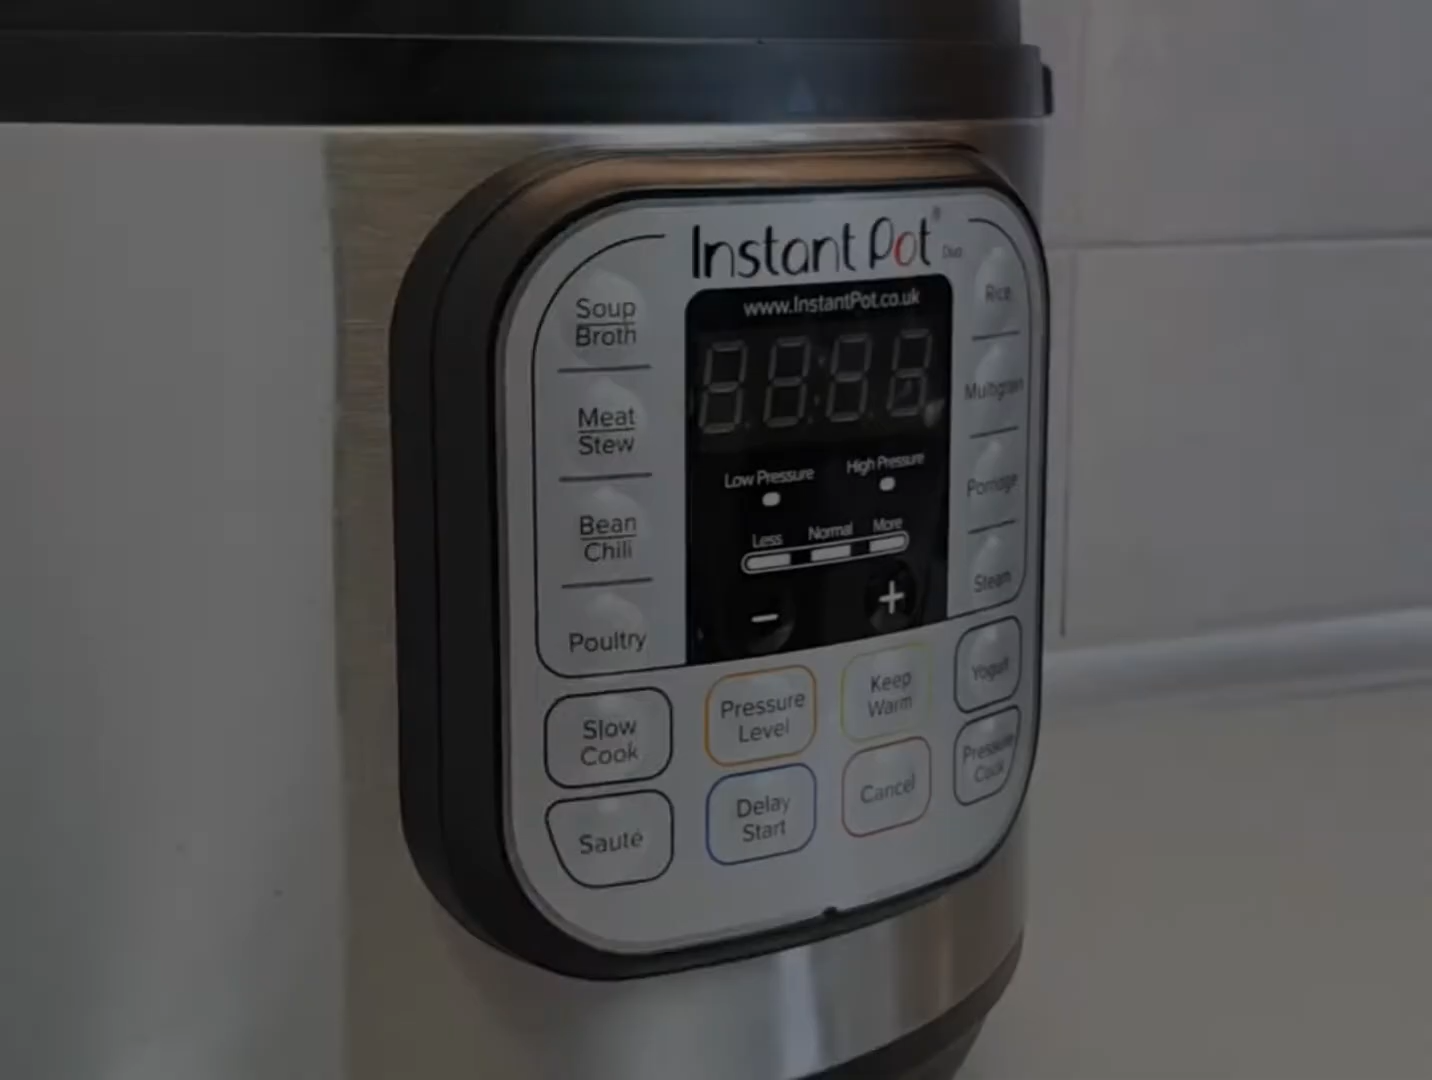 Instant Pot® Duo
www.InstantPot.co.uk
Soup
Broth
Meat
Stew
Bean
Chili
Poultry
Slow
Cook
Sauté
Low Pressure
High Pressure
Less Normal More
- +
Pressure
Level
Keep
Warm
Delay
Start
Cancel
Rice
Multigrain
Porridge
Steam
Yogurt
Pressure
Cook